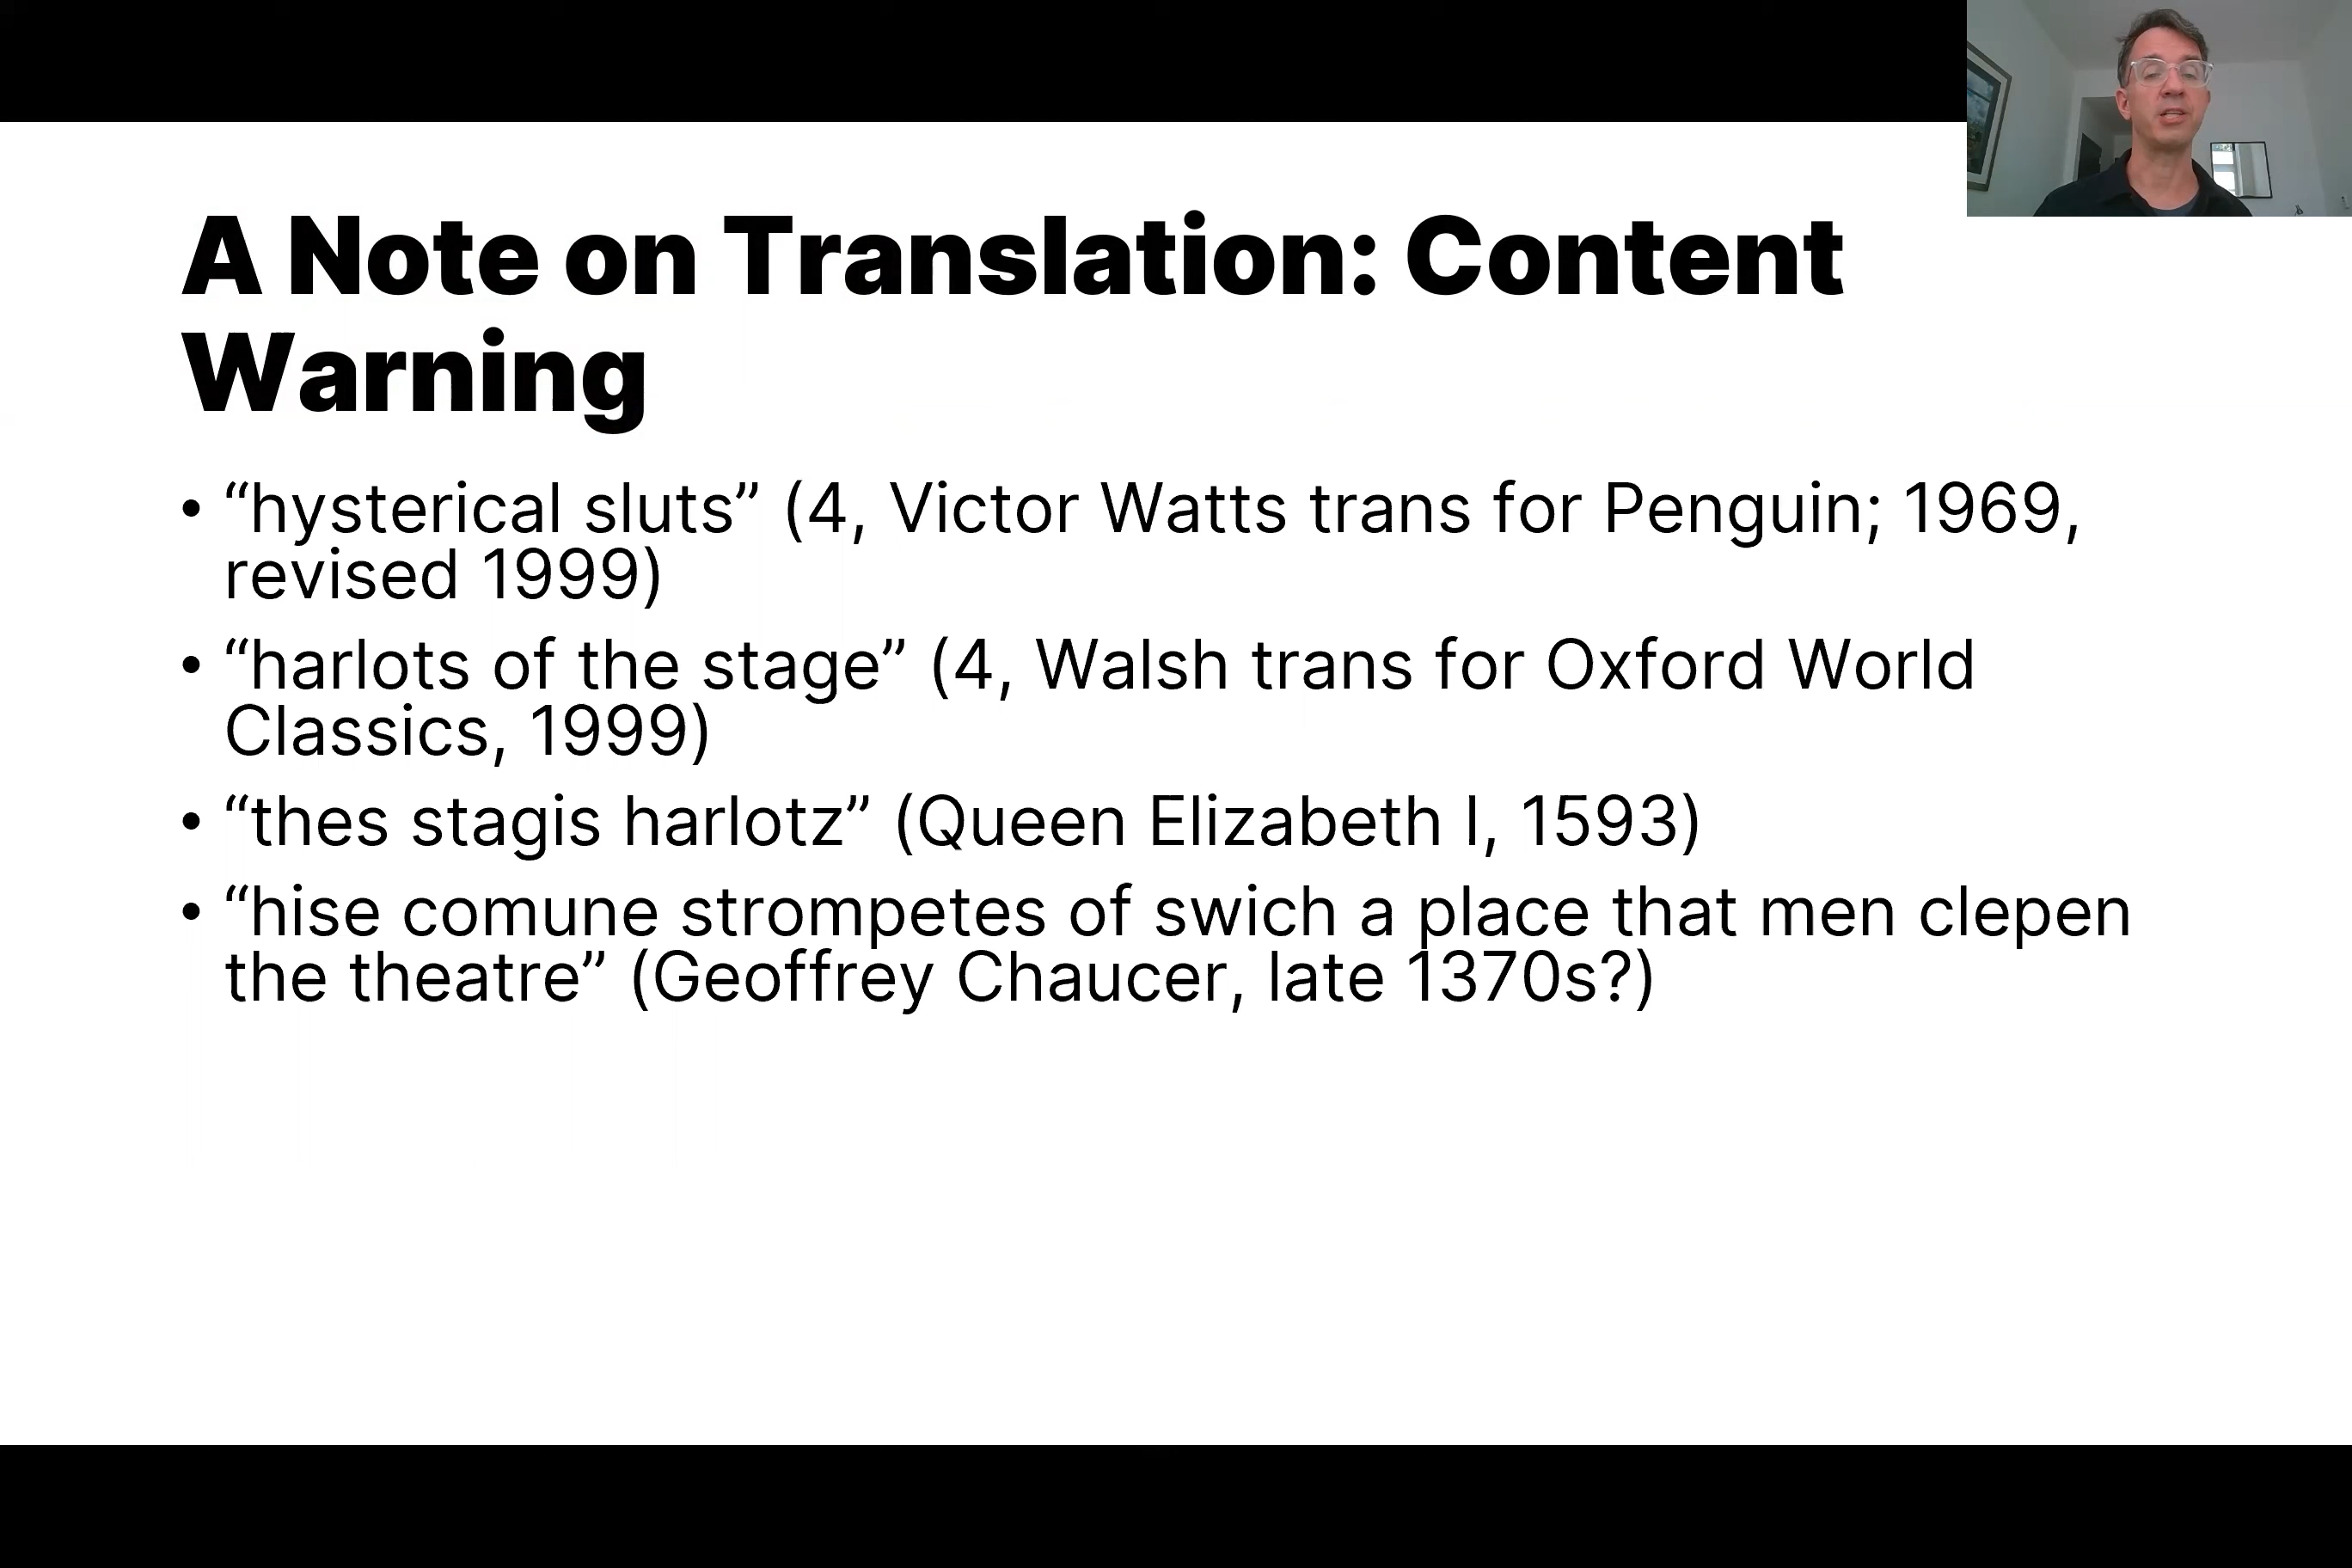 A Note on Translation: Content
Warning
• “hysterical sluts” (4, Victor Watts trans for Penguin; 1969,
revised 1999)
• “harlots of the stage” (4, Walsh trans for Oxford World
Classics, 1999)
• “thes stagis harlotz” (Queen Elizabeth I, 1593)
• “hise comune strompetes of swich a place that men clepen
the theatre” (Geoffrey Chaucer, late 1370s?)